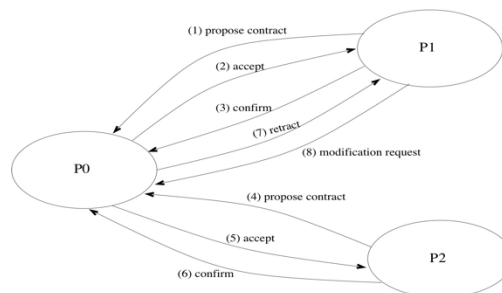 (1) propose contract
P1
(2) accept
(3) confirm
(7) retract
(8) modification request
P0
(4) propose contract
(5) accept
P2
(6) confirm